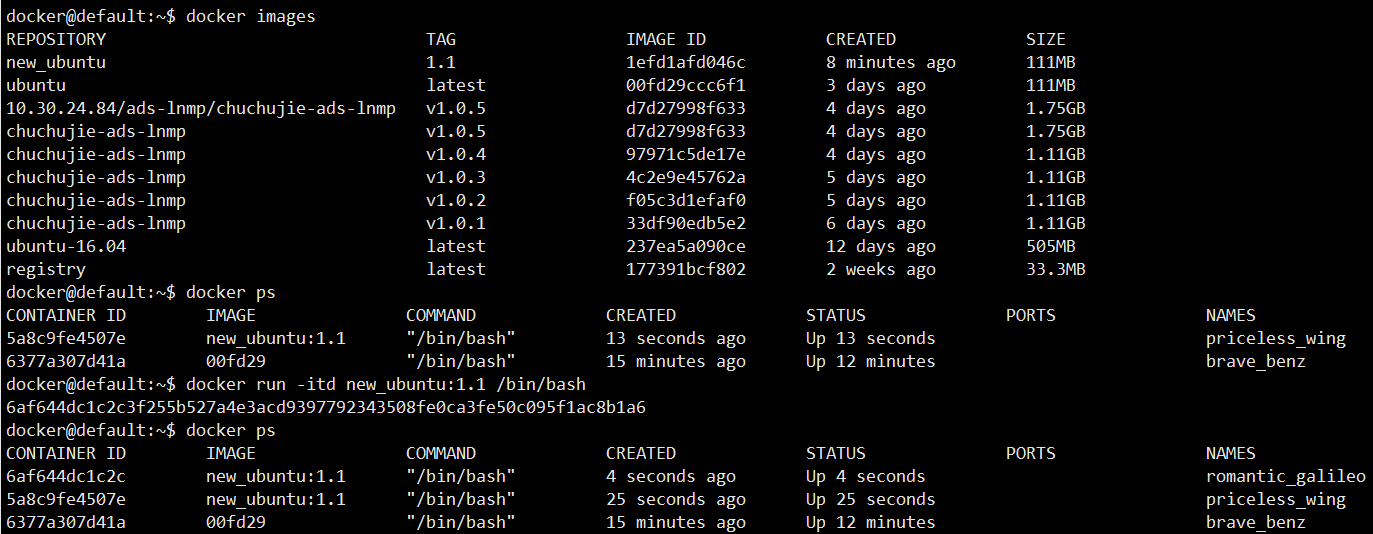 docker@default:~$ docker images
REPOSITORY TAG IMAGE ID CREATED SIZE
new_ubuntu 1.1 1efd1afd046c 8 minutes ago 111MB
ubuntu latest 00fd29ccc6f1 3 days ago 111MB
10.30.24.84/ads-lnmp/chuchujie-ads-lnmp v1.0.5 d7d27998f633 4 days ago 1.75GB
chuchujie-ads-lnmp v1.0.5 d7d27998f633 4 days ago 1.75GB
chuchujie-ads-lnmp v1.0.4 97971c5de17e 4 days ago 1.11GB
chuchujie-ads-lnmp v1.0.3 4c2e9e45762a 5 days ago 1.11GB
chuchujie-ads-lnmp v1.0.2 f05c3d1efaf0 5 days ago 1.11GB
chuchujie-ads-lnmp v1.0.1 33df90edb5e2 6 days ago 1.11GB
ubuntu-16.04 latest 237ea5a090ce 12 days ago 505MB
registry latest 177391bcf802 2 weeks ago 33.3MB
docker@default:~$ docker ps
CONTAINER ID IMAGE COMMAND CREATED STATUS PORTS NAMES
5a8c9fe4507e new_ubuntu:1.1 "/bin/bash" 13 seconds ago Up 13 seconds priceless_wing
6377a307d41a 00fd29 "/bin/bash" 15 minutes ago Up 12 minutes brave_benz
docker@default:~$ docker run -itd new_ubuntu:1.1 /bin/bash
6af644dc1c2c3f255b527a4e3acd9397792343508fe0ca3fe50c095f1ac8b1a6
docker@default:~$ docker ps
CONTAINER ID IMAGE COMMAND CREATED STATUS PORTS NAMES
6af644dc1c2c new_ubuntu:1.1 "/bin/bash" 4 seconds ago Up 4 seconds romantic_galileo
5a8c9fe4507e new_ubuntu:1.1 "/bin/bash" 25 seconds ago Up 25 seconds priceless_wing
6377a307d41a 00fd29 "/bin/bash" 15 minutes ago Up 12 minutes brave_benz